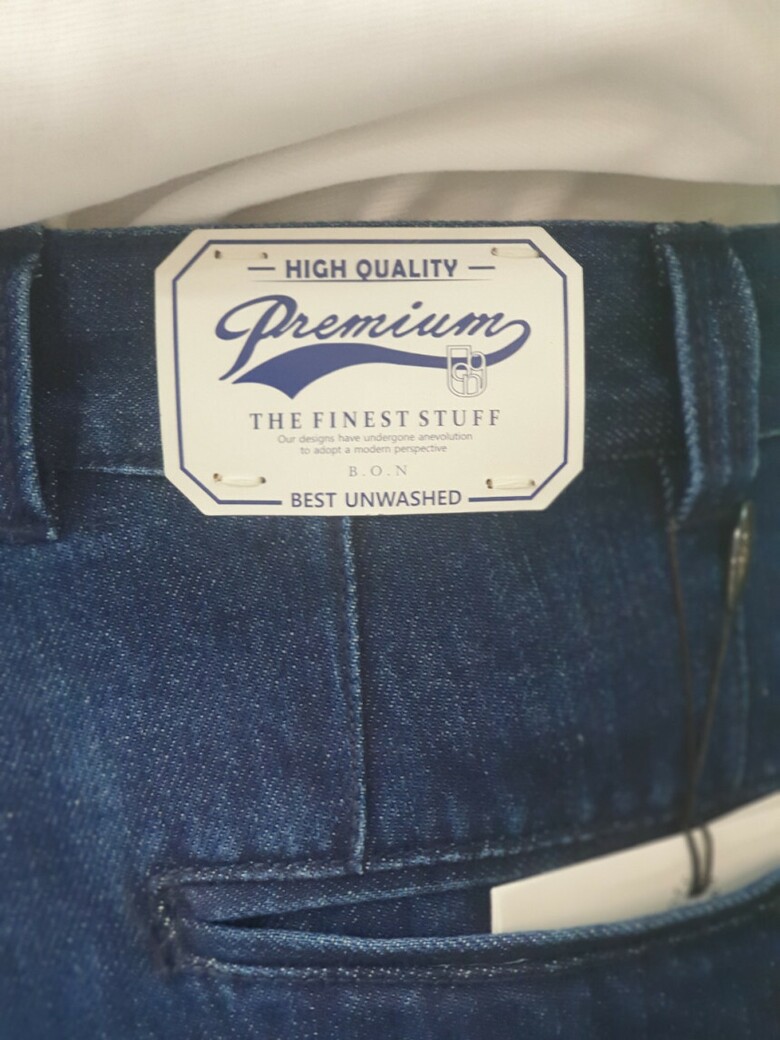 HIGH QUALITY
Premium
THE FINEST STUFF
Our designs have undergone anevolution
to adopt a modern perspective
B.O.N
BEST UNWASHED